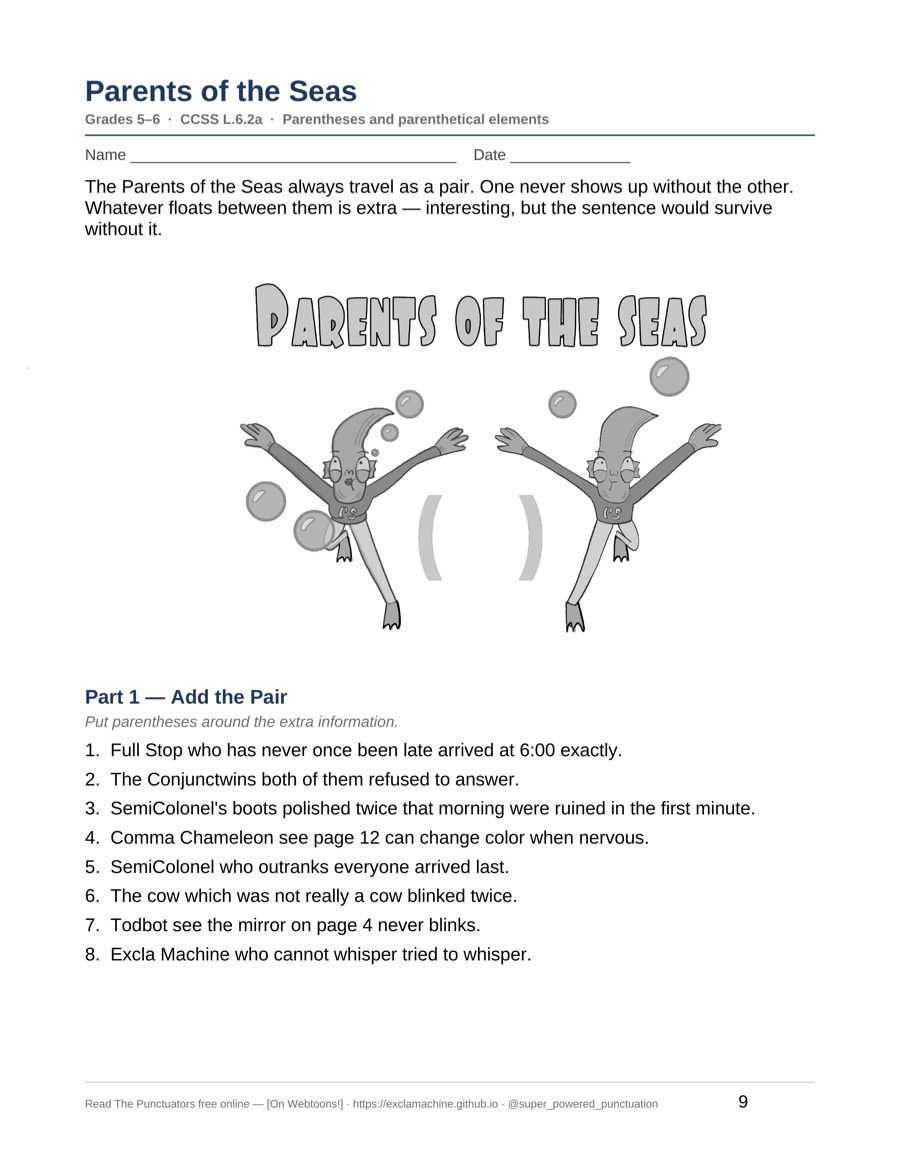 Parents of the Seas
Grades 5–6 · CCSS L.6.2a · Parentheses and parenthetical elements
Name ________________________________________ Date ______________
The Parents of the Seas always travel as a pair. One never shows up without the other.
Whatever floats between them is extra — interesting, but the sentence would survive
without it.
PARENTS OF THE SEAS
P'S P'S
( )
Part 1 — Add the Pair
Put parentheses around the extra information.
1. Full Stop who has never once been late arrived at 6:00 exactly.
2. The Conjunctwins both of them refused to answer.
3. SemiColonel's boots polished twice that morning were ruined in the first minute.
4. Comma Chameleon see page 12 can change color when nervous.
5. SemiColonel who outranks everyone arrived last.
6. The cow which was not really a cow blinked twice.
7. Todbot see the mirror on page 4 never blinks.
8. Excla Machine who cannot whisper tried to whisper.
Read The Punctuators free online — [On Webtoons!] · https://exclamachine.github.io · @super_powered_punctuation 9